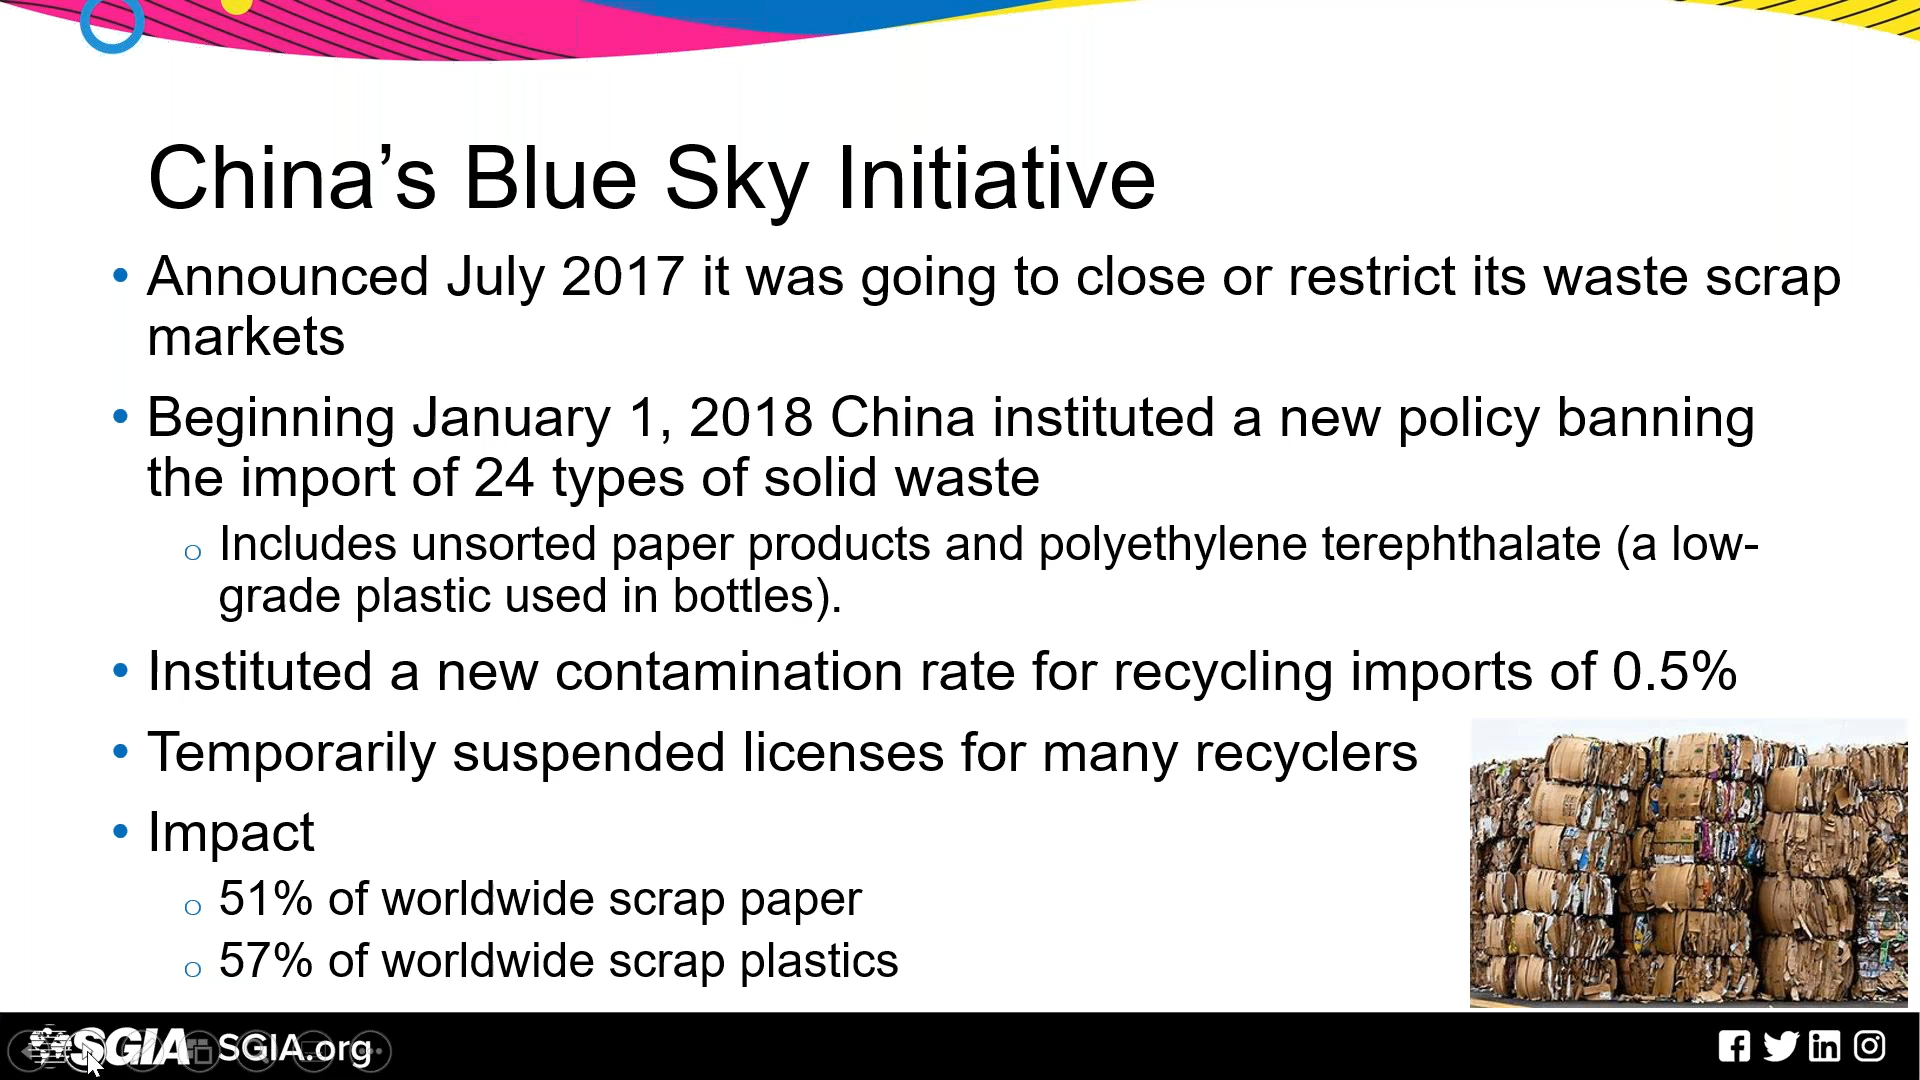 China’s Blue Sky Initiative
• Announced July 2017 it was going to close or restrict its waste scrap
markets
• Beginning January 1, 2018 China instituted a new policy banning
the import of 24 types of solid waste
o Includes unsorted paper products and polyethylene terephthalate (a low-
grade plastic used in bottles).
• Instituted a new contamination rate for recycling imports of 0.5%
• Temporarily suspended licenses for many recyclers
• Impact
o 51% of worldwide scrap paper
o 57% of worldwide scrap plastics
SGIA SGIA.org